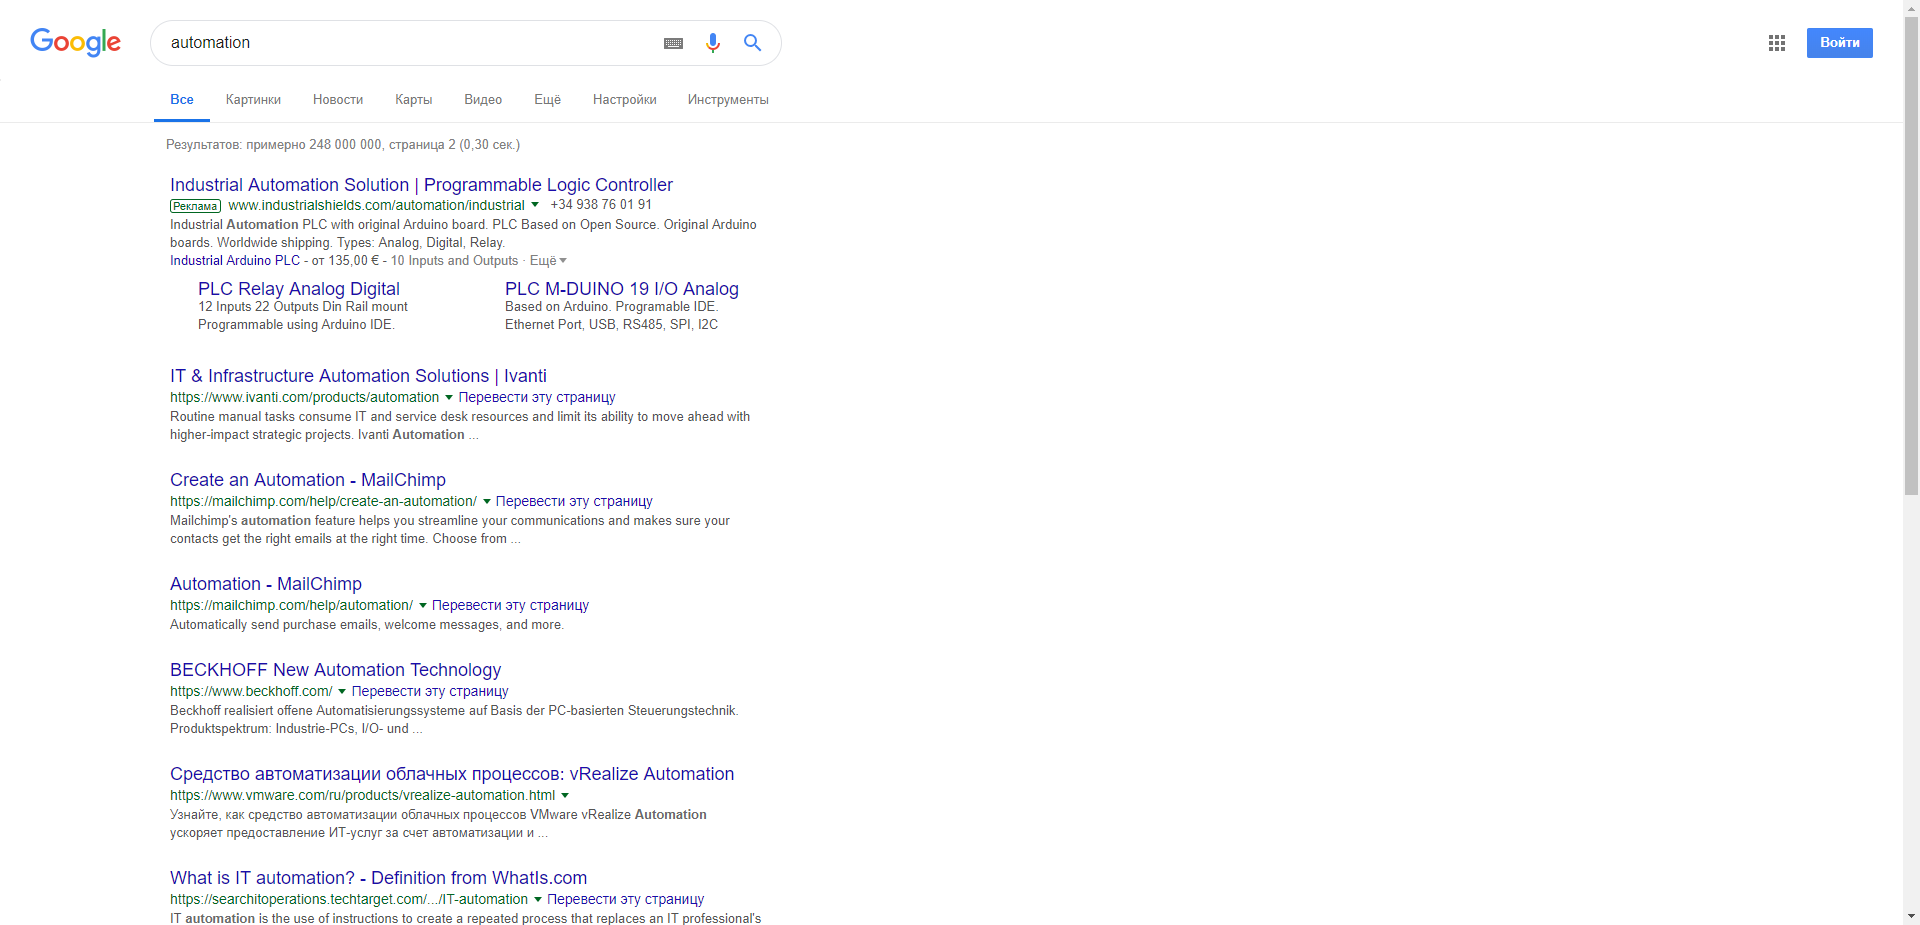 Google
automation
Войти
Все Картинки Новости Карты Видео Ещё Настройки Инструменты
Результатов: примерно 248 000 000, страница 2 (0,30 сек.)
Industrial Automation Solution | Programmable Logic Controller
Реклама www.industrialshields.com/automation/industrial +34 938 76 01 91
Industrial Automation PLC with original Arduino board. PLC Based on Open Source. Original Arduino
boards. Worldwide shipping. Types: Analog, Digital, Relay.
Industrial Arduino PLC - от 135,00 € - 10 Inputs and Outputs · Ещё
PLC Relay Analog Digital
12 Inputs 22 Outputs Din Rail mount
Programmable using Arduino IDE.
PLC M-DUINO 19 I/O Analog
Based on Arduino. Programable IDE.
Ethernet Port, USB, RS485, SPI, I2C
IT & Infrastructure Automation Solutions | Ivanti
https://www.ivanti.com/products/automation Перевести эту страницу
Routine manual tasks consume IT and service desk resources and limit its ability to move ahead with
higher-impact strategic projects. Ivanti Automation ...
Create an Automation - MailChimp
https://mailchimp.com/help/create-an-automation/ Перевести эту страницу
Mailchimp's automation feature helps you streamline your communications and makes sure your
contacts get the right emails at the right time. Choose from ...
Automation - MailChimp
https://mailchimp.com/help/automation/ Перевести эту страницу
Automatically send purchase emails, welcome messages, and more.
BECKHOFF New Automation Technology
https://www.beckhoff.com/ Перевести эту страницу
Beckhoff realisiert offene Automatisierungssysteme auf Basis der PC-basierten Steuerungstechnik.
Produktspektrum: Industrie-PCs, I/O- und ...
Средство автоматизации облачных процессов: vRealize Automation
https://www.vmware.com/ru/products/vrealize-automation.html
Узнайте, как средство автоматизации облачных процессов VMware vRealize Automation
ускоряет предоставление ИТ-услуг за счет автоматизации и ...
What is IT automation? - Definition from WhatIs.com
https://searchitoperations.techtarget.com/.../IT-automation Перевести эту страницу
IT automation is the use of instructions to create a repeated process that replaces an IT professional's